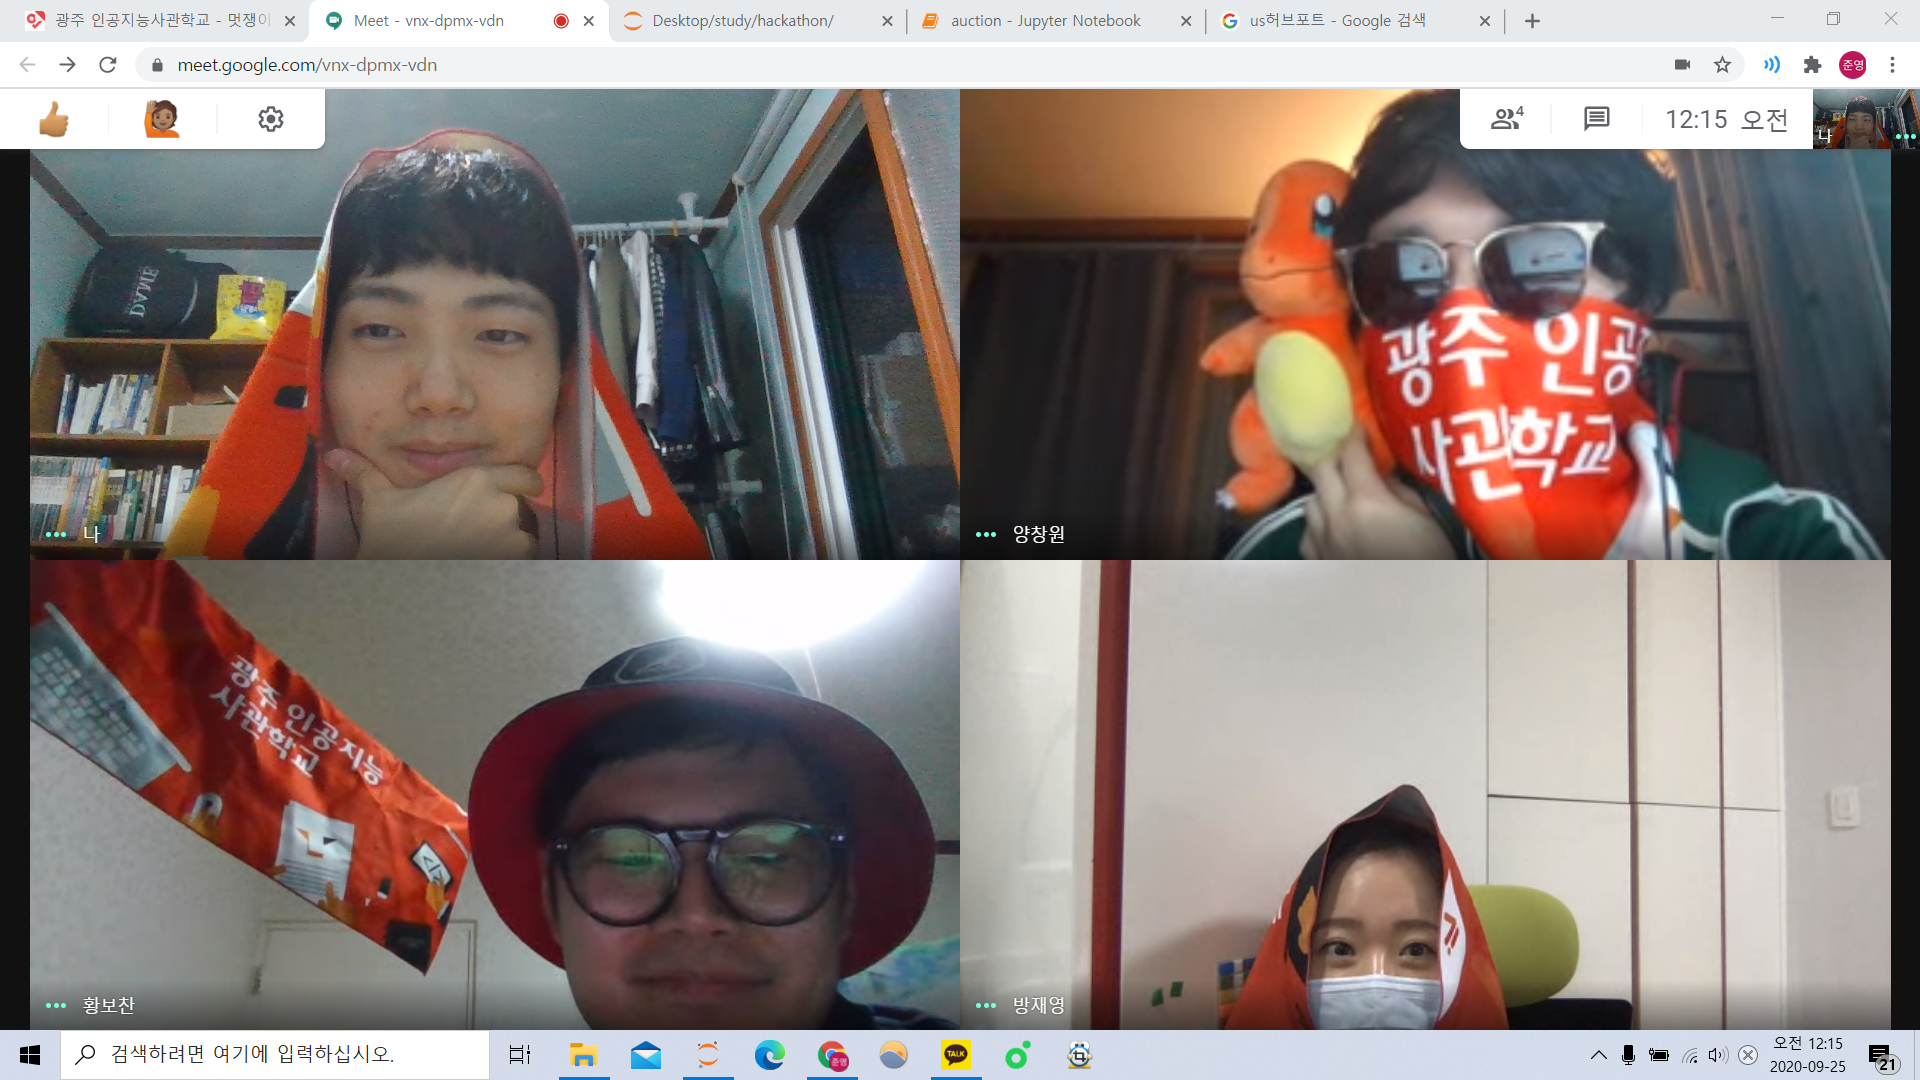 광주 인공지능사관학교 - 멋쟁이
Meet - vnx-dpmx-vdn
Desktop/study/hackathon/
auction - Jupyter Notebook
us허브포트 - Google 검색
meet.google.com/vnx-dpmx-vdn
준영
4
12:15 오전
나
DAME
나
광주 인공
사관학교
양창원
광주 인공지능
사관학교
황보찬
방재영
검색하려면 여기에 입력하십시오.
준영
TALK
오전 12:15
2020-09-25
21